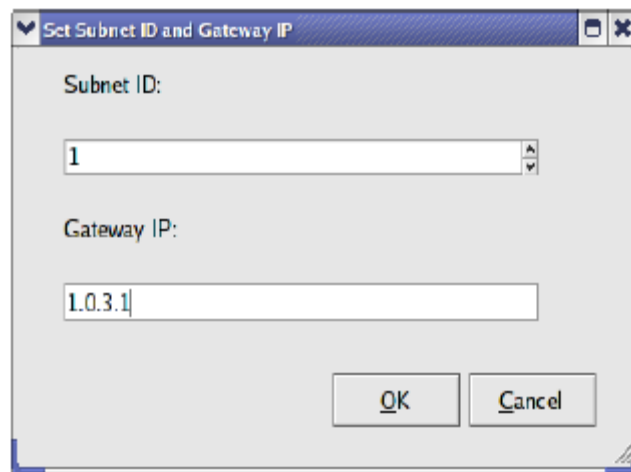 Set Subnet ID and Gateway IP
Subnet ID:
1
Gateway IP:
1.0.3.1
OK
Cancel